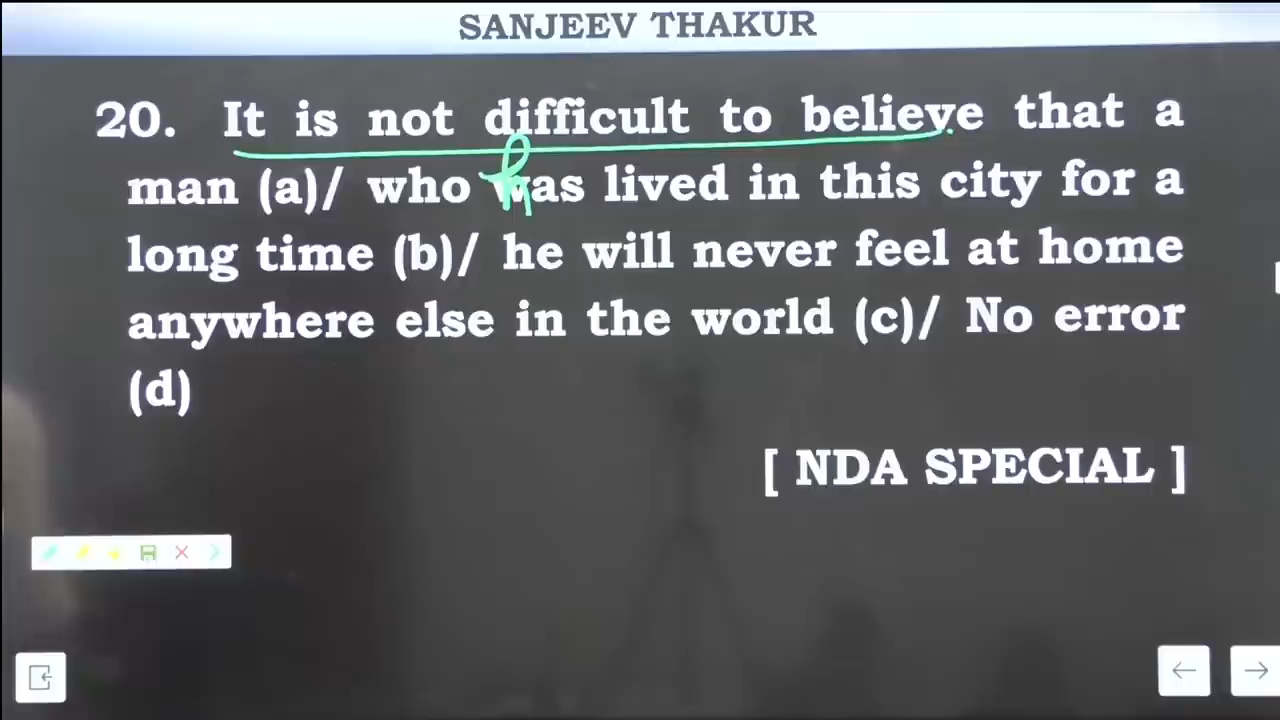 SANJEEV THAKUR
20. It is not difficult to believe that a
man (a)/ who was lived in this city for a
long time (b)/ he will never feel at home
anywhere else in the world (c)/ No error
(d)
[ NDA SPECIAL ]